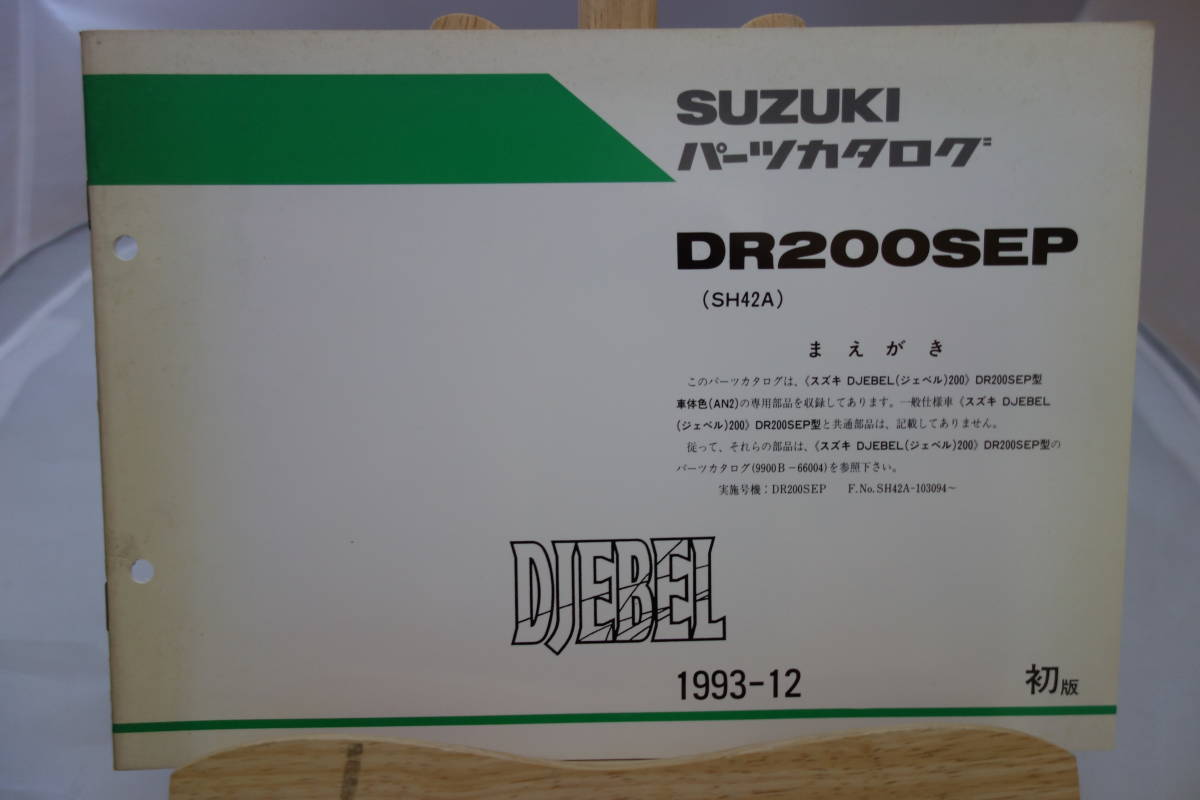 SUZUKI
パーツカタログ
DR200SEP
(SH42A)
まえがき
このパーツカタログは、《スズキ DJEBEL(ジェベル)200》DR200SEP型
車体色(AN2)の専用部品を収録してあります。一般仕様車《スズキ DJEBEL
(ジェベル)200》DR200SEP型と共通部品は、記載してありません。
従って、それらの部品は、《スズキ DJEBEL(ジェベル)200》DR200SEP型の
パーツカタログ(9900B-66004)を参照下さい。
実施号機：DR200SEP F.No.SH42A-103094～
DJEBEL
1993-12
初版